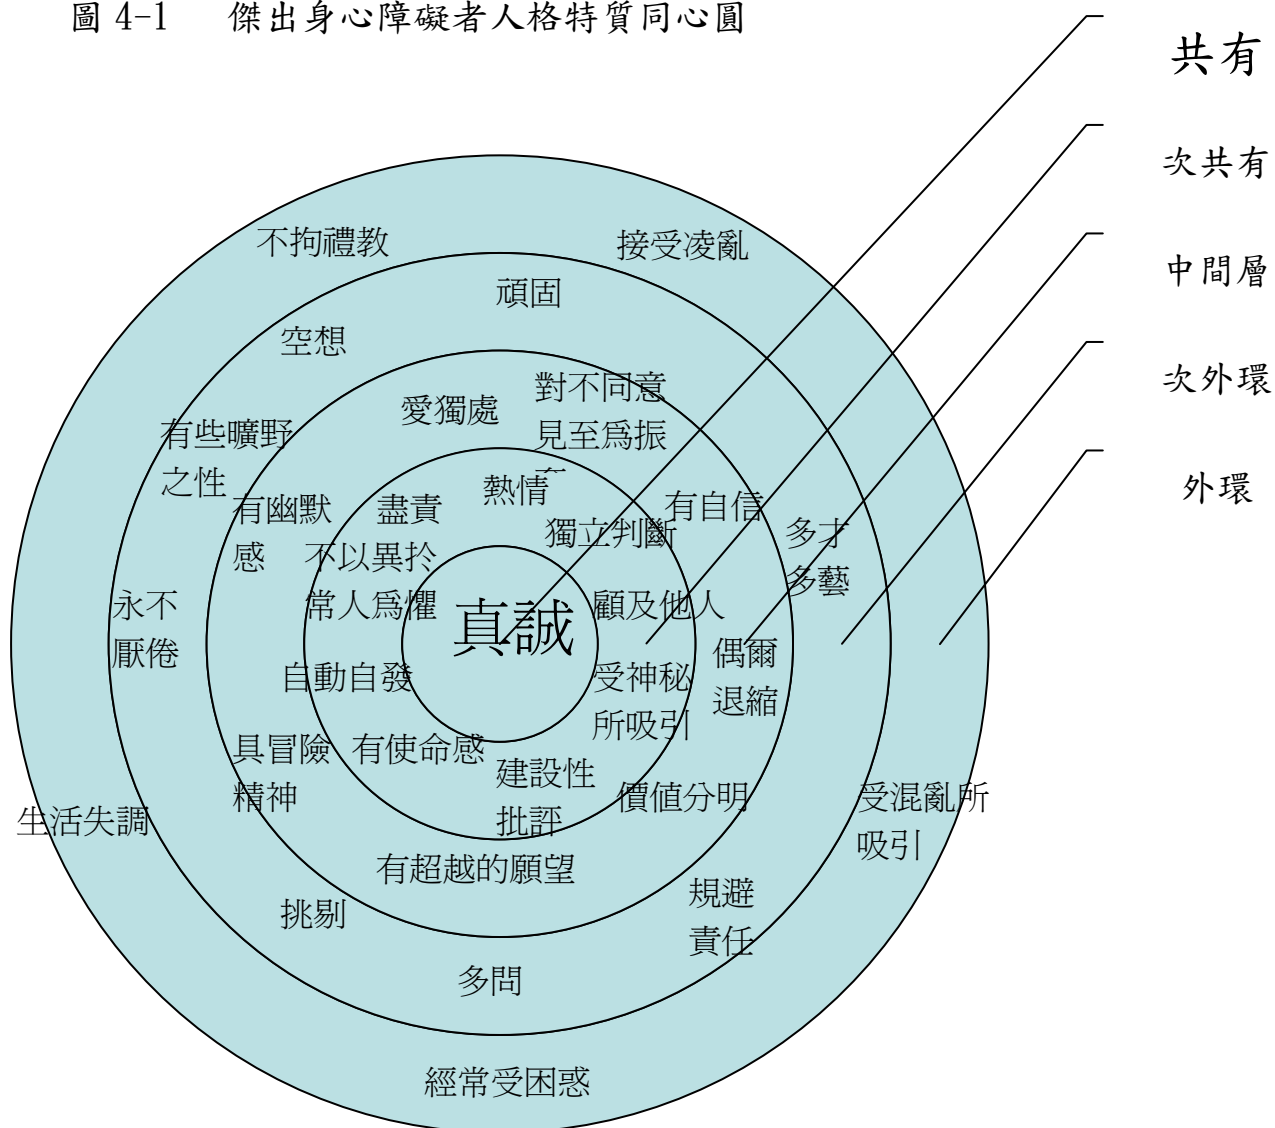 圖 4-1 傑出身心障礙者人格特質同心圓
共有
次共有
中間層
次外環
外環
不拘禮教
接受凌亂
頑固
空想
有些曠野
之性
愛獨處
對不同意
見至爲振
有幽默
感
盡責
熱情
獨立判斷
有自信
多才
多藝
不以異扵
常人爲懼
永不
厭倦
真誠
顧及他人
自動自發
受神秘
所吸引
偶爾
退縮
具冒險
精神
有使命感
建設性
批評
價值分明
生活失調
受混亂所
吸引
有超越的願望
挑剔
規避
責任
多問
經常受困惑